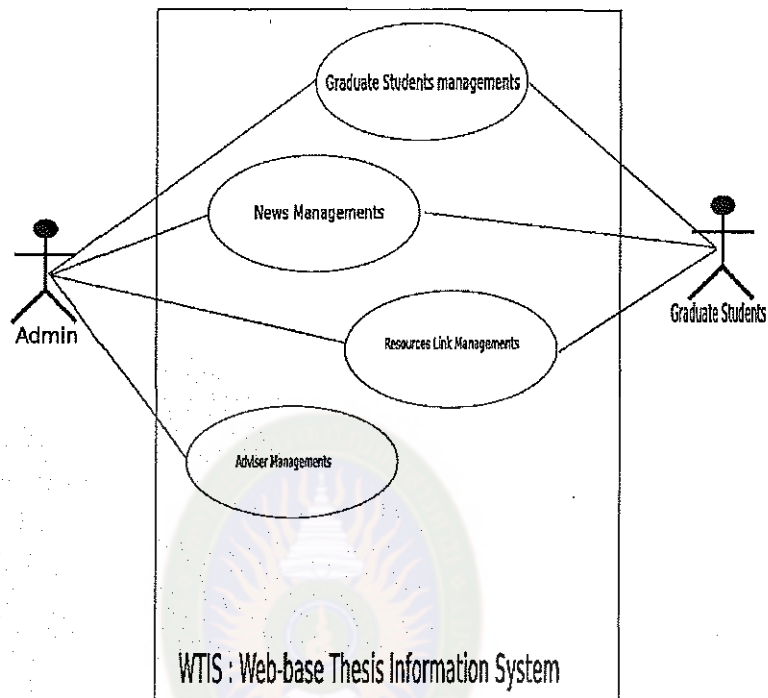 Graduate Students managements
News Managements
Admin
Graduate Students
Resources Link Managements
Adviser Managements
WTIS : Web-base Thesis Information System